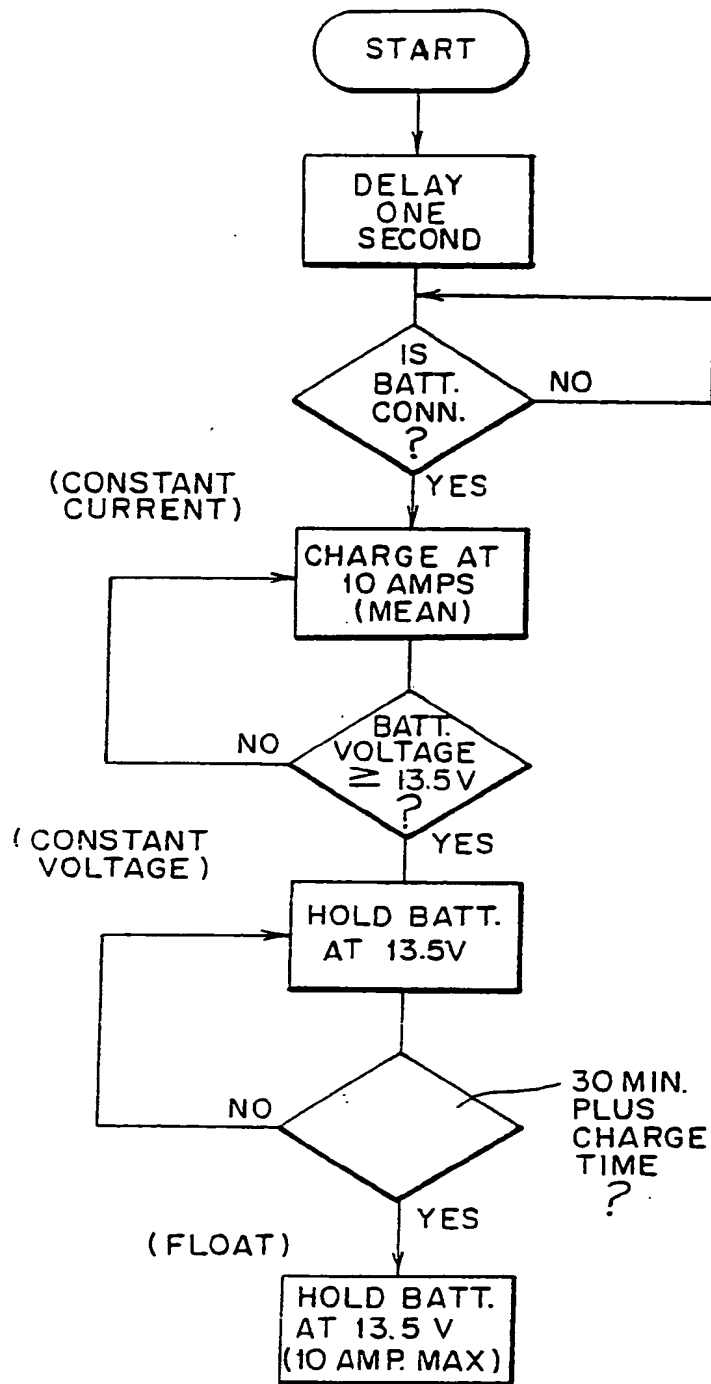 START
DELAY
ONE
SECOND
IS
BATT.
CONN.
?
NO
YES
(CONSTANT
CURRENT)
CHARGE AT
10 AMPS
(MEAN)
BATT.
VOLTAGE
≥ 13.5V
?
NO
YES
(CONSTANT
VOLTAGE)
HOLD BATT.
AT 13.5V
30 MIN.
PLUS
CHARGE
TIME
?
NO
YES
(FLOAT)
HOLD BATT.
AT 13.5 V
(10 AMP. MAX)